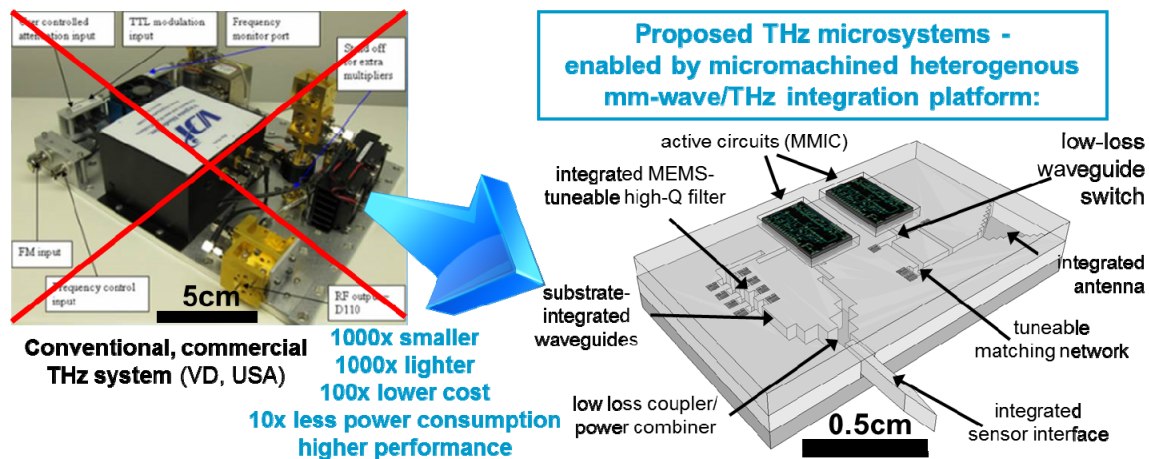 User controlled
attenuation input
TTL modulation
input
Frequency
monitor port
Stand off
for extra
multipliers
VDI
FM input
Frequency control
input
5cm
RF output –
D110
Conventional, commercial
THz system (VD, USA)
1000x smaller
1000x lighter
100x lower cost
10x less power consumption
higher performance
Proposed THz microsystems -
enabled by micromachined heterogenous
mm-wave/THz integration platform:
active circuits (MMIC)
integrated MEMS-
tuneable high-Q filter
low-loss
waveguide
switch
substrate-
integrated
waveguides
integrated
antenna
tuneable
matching network
low loss coupler/
power combiner
integrated
sensor interface
0.5cm